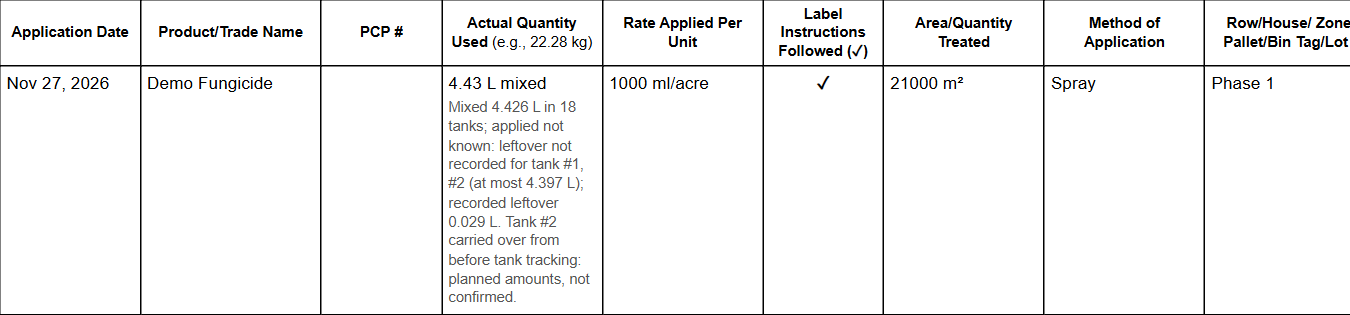 Application Date
Product/Trade Name
PCP #
Actual Quantity
Used (e.g., 22.28 kg)
Rate Applied Per
Unit
Label
Instructions
Followed (✓)
Area/Quantity
Treated
Method of
Application
Row/House/ Zone
Pallet/Bin Tag/Lot
Nov 27, 2026
Demo Fungicide
4.43 L mixed
Mixed 4.426 L in 18
tanks; applied not
known: leftover not
recorded for tank #1,
#2 (at most 4.397 L);
recorded leftover
0.029 L. Tank #2
carried over from
before tank tracking:
planned amounts, not
confirmed.
1000 ml/acre
✓
21000 m²
Spray
Phase 1